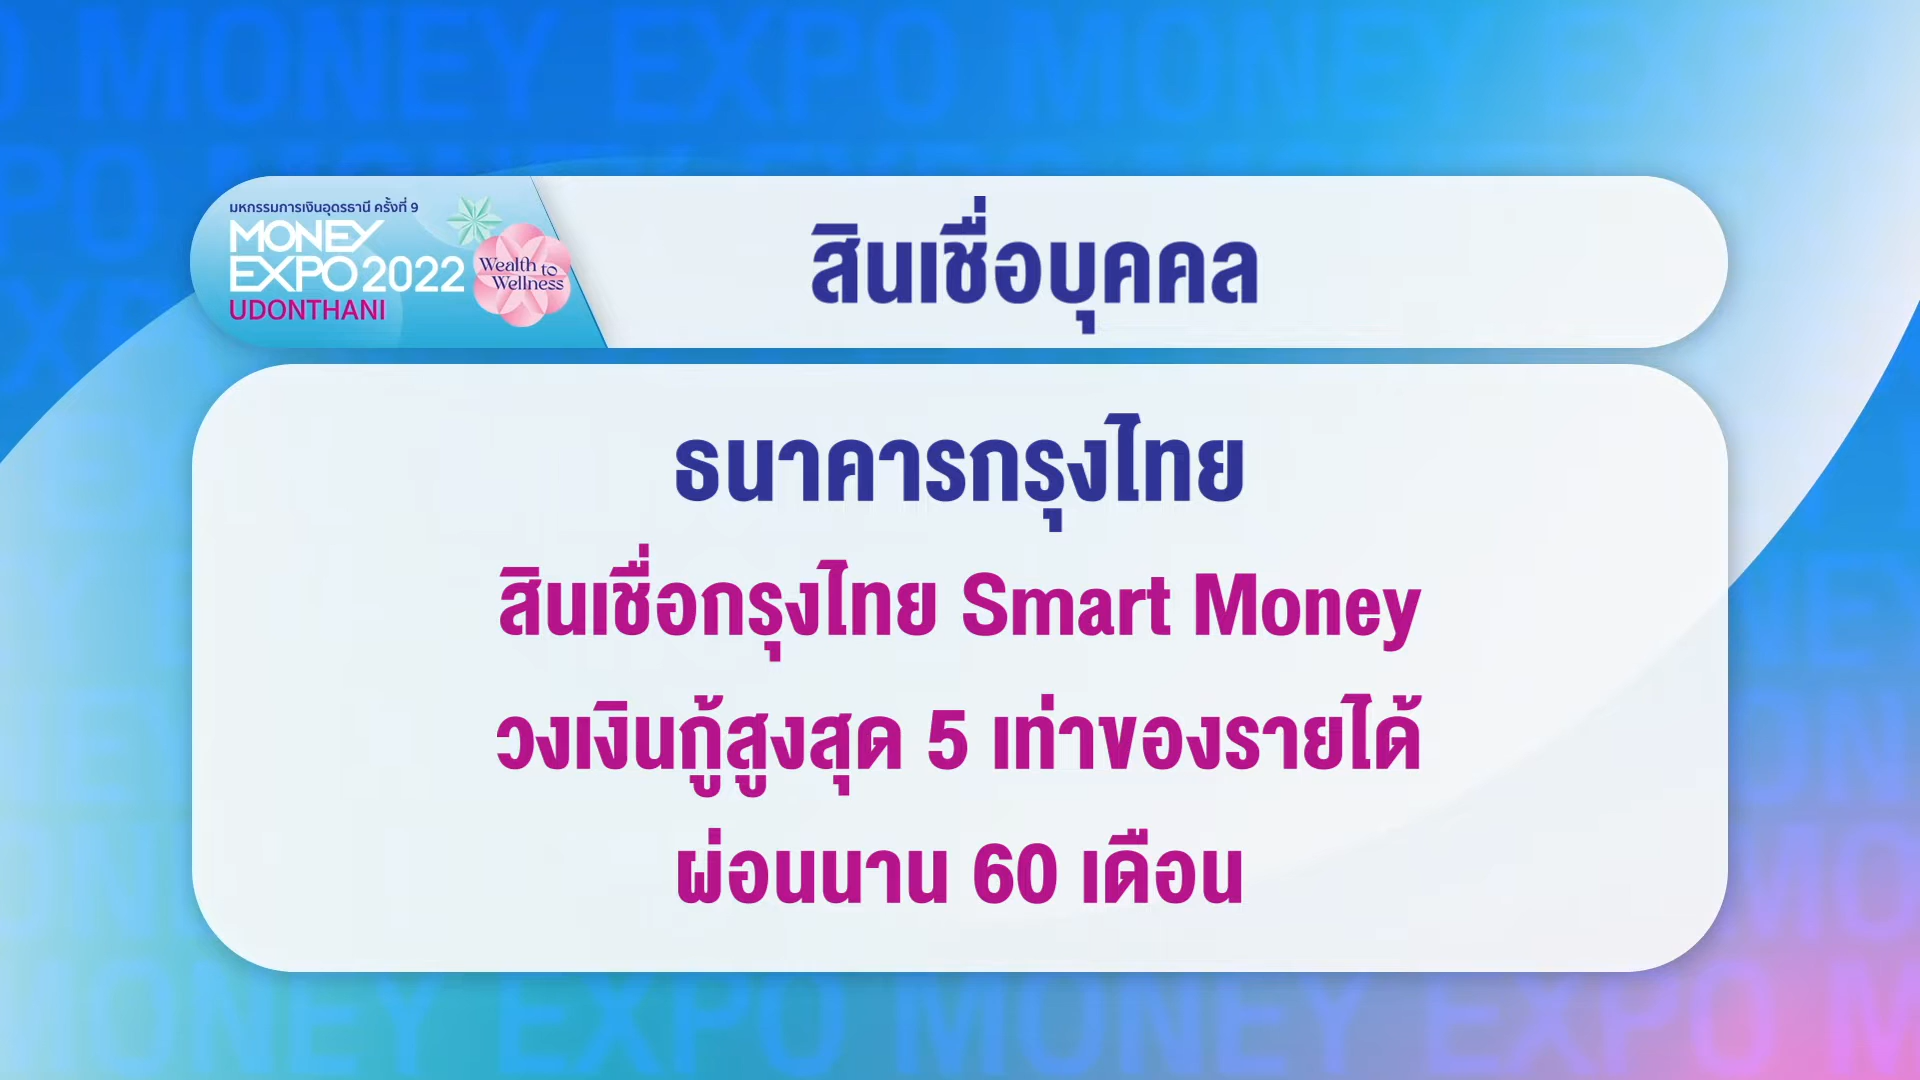 มหกรรมการเงินอุดรธานี ครั้งที่ 9
MONEY
EXPO 2022
UDONTHANI
Wealth to
Wellness
สินเชื่อบุคคล
ธนาคารกรุงไทย
สินเชื่อกรุงไทย Smart Money
วงเงินกู้สูงสุด 5 เท่าของรายได้
ผ่อนนาน 60 เดือน